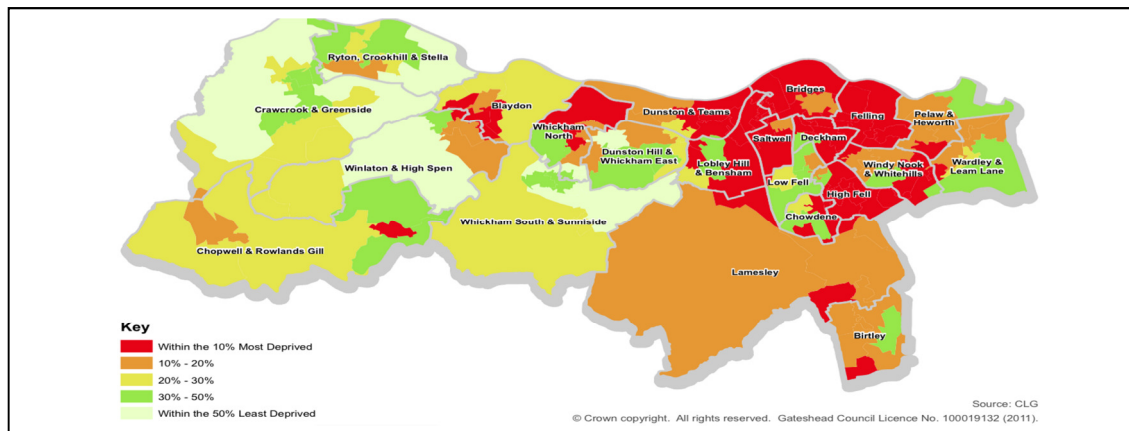 Ryton, Crookhill & Stella
Crawcrook & Greenside
Blaydon
Whickham
North
Dunston & Teams
Bridges
Felling
Pelaw &
Heworth
Saltwell
Deckham
Dunston Hill &
Whickham East
Lobley Hill
& Bensham
Windy Nook
& Whitehills
Wardley &
Leam Lane
Winlaton & High Spen
Low Fell
High Fell
Chowdene
Whickham South & Sunniside
Chopwell & Rowlands Gill
Lamesley
Birtley
Key
Within the 10% Most Deprived
10% - 20%
20% - 30%
30% - 50%
Within the 50% Least Deprived
Source: CLG
© Crown copyright. All rights reserved. Gateshead Council Licence No. 100019132 (2011).